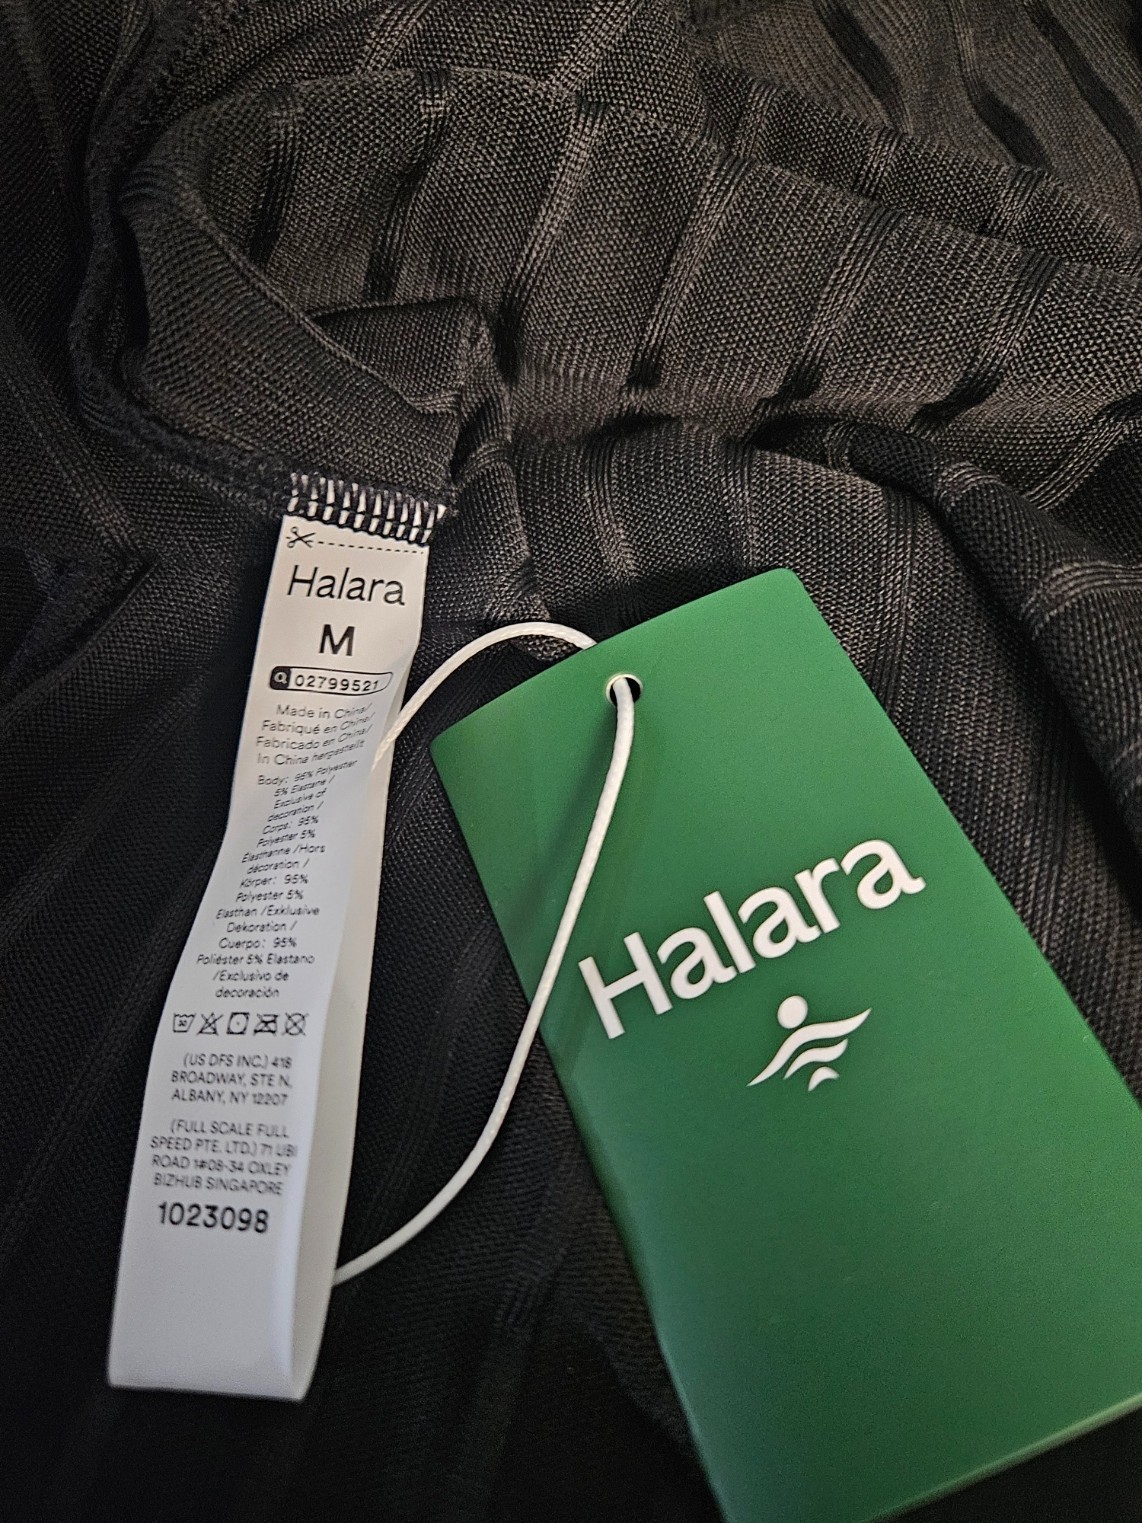 Halara
M
02799521
Made in China/
Fabriqué en China/
Fabricado en China/
In China hergestellt
Body: 95% Polyester
5% Elastane /
Exclusive of
decoration /
Corps: 95%
Polyester 5%
Élasthanne /Hors
décoration /
Körper: 95%
Polyester 5%
Elasthan /Exklusive
Dekoration /
Cuerpo: 95%
Poliéster 5% Elastano
/Exclusivo de
decoración
30
(US DFS INC.) 418
BROADWAY, STE N,
ALBANY, NY 12207
(FULL SCALE FULL
SPEED PTE. LTD.) 71 UBI
ROAD 1#08-34 OXLEY
BIZHUB SINGAPORE
1023098
Halara